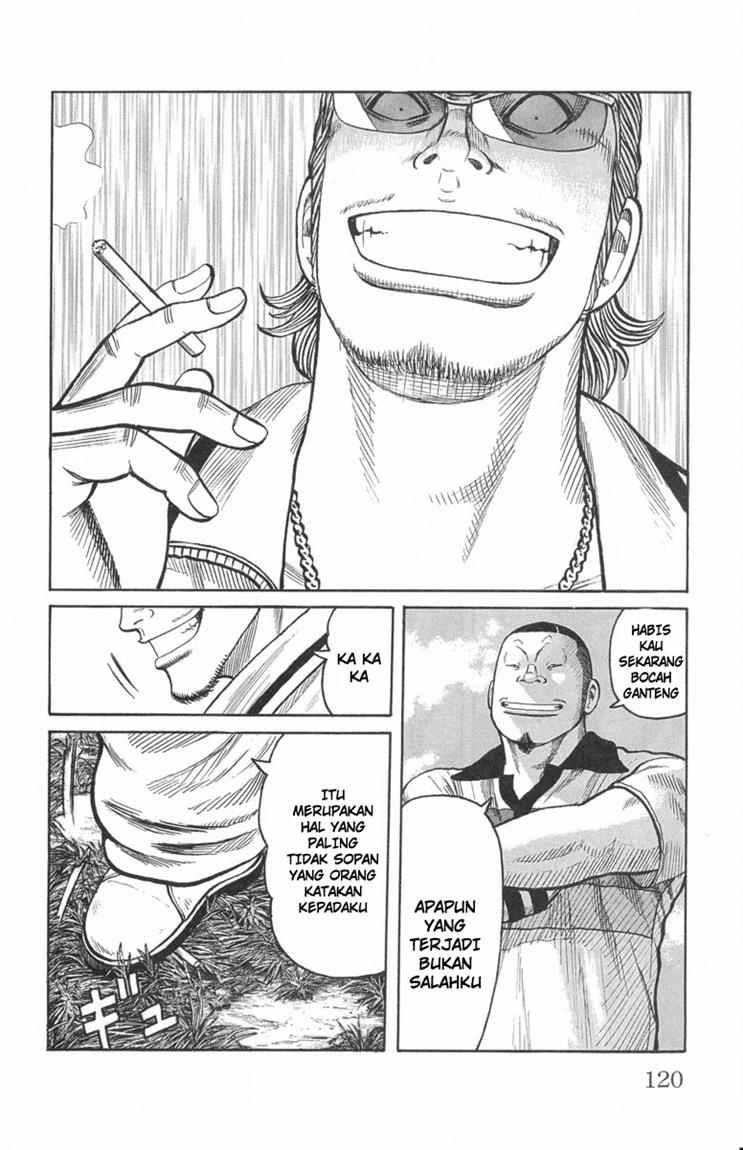 HABIS
KAU
SEKARANG
BOCAH
GANTENG
APAPUN
YANG
TERJADI
BUKAN
SALAHKU
KA KA
KA
ITU
MERUPAKAN
HAL YANG
PALING
TIDAK SOPAN
YANG ORANG
KATAKAN
KEPADAKU
ギュ
120